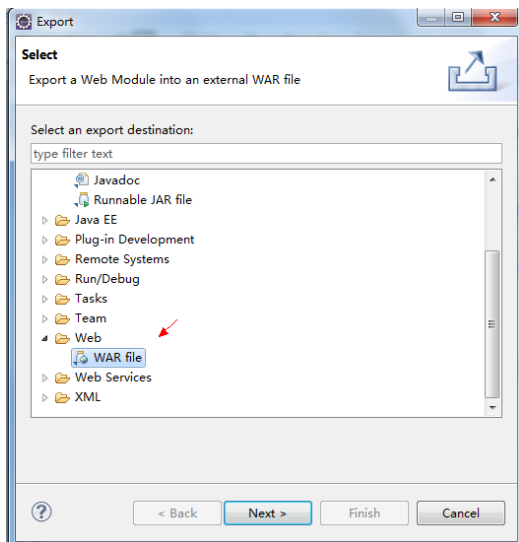 Export
Select
Export a Web Module into an external WAR file
Select an export destination:
type filter text
Javadoc
Runnable JAR file
Java EE
Plug-in Development
Remote Systems
Run/Debug
Tasks
Team
Web
WAR file
Web Services
XML
< Back Next > Finish Cancel